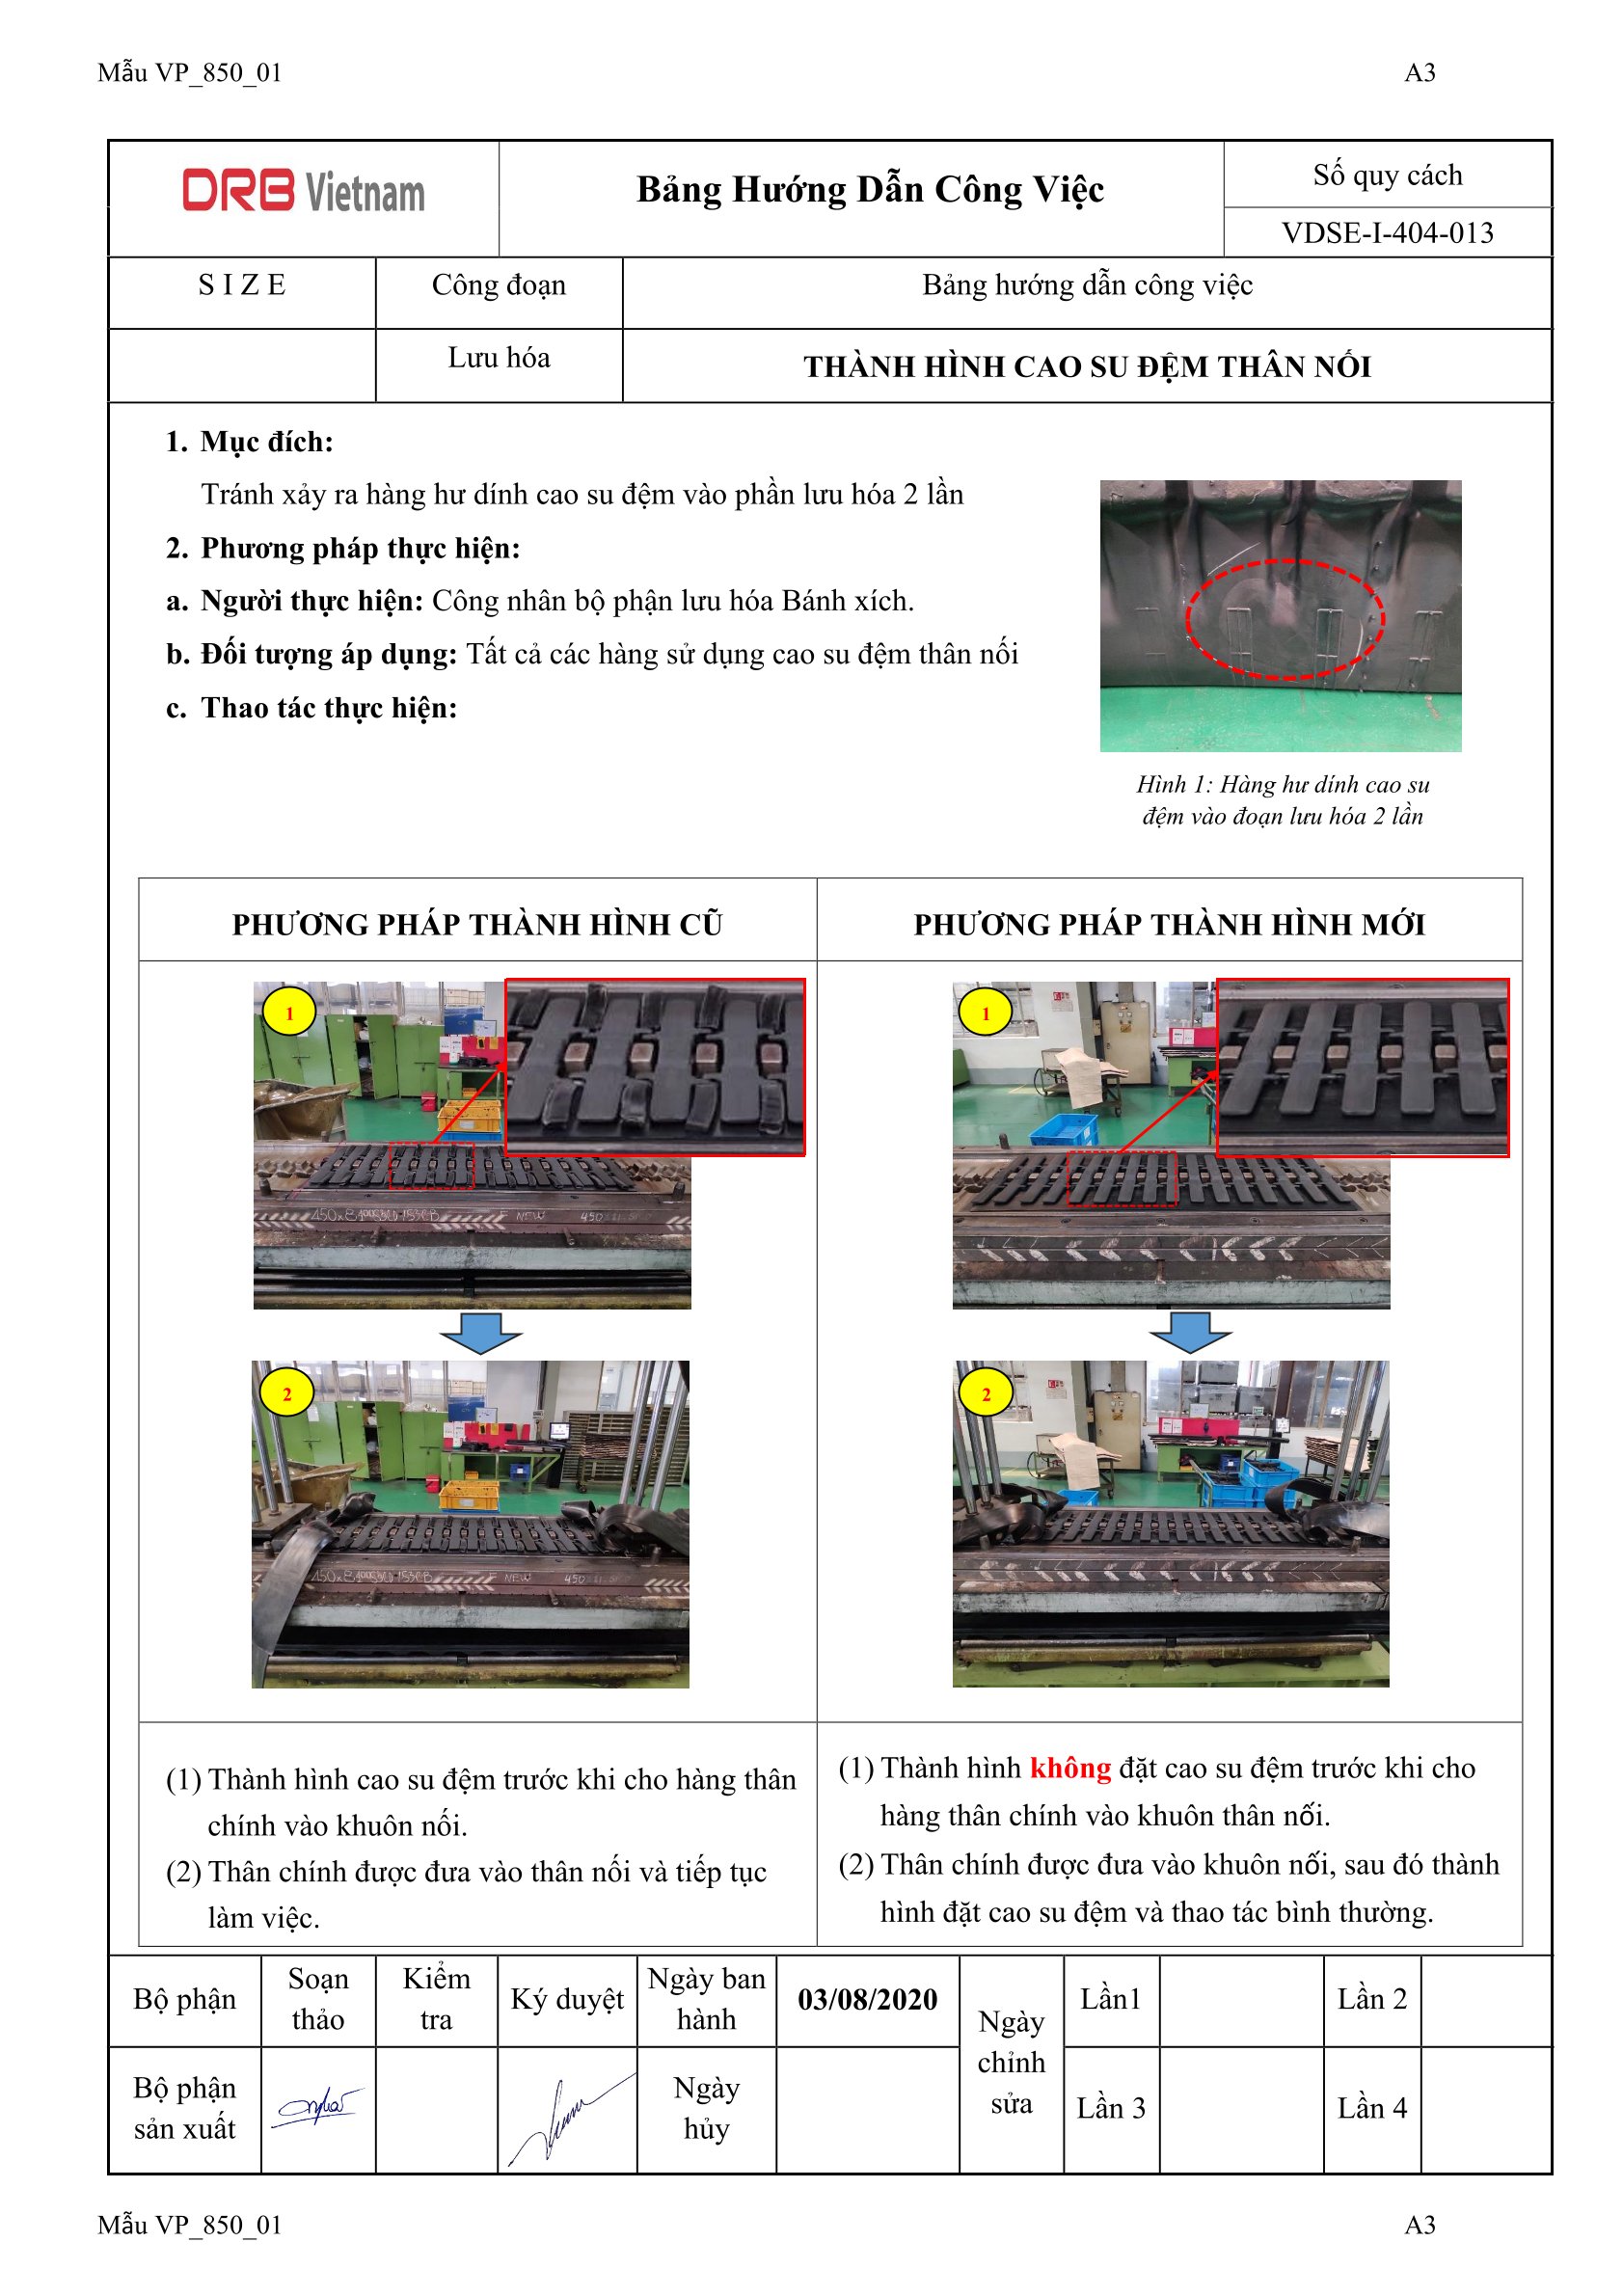 Mẫu VP_850_01 A3
DRB Vietnam
Bảng Hướng Dẫn Công Việc
Số quy cách
VDSE-I-404-013
S I Z E
Công đoạn
Bảng hướng dẫn công việc
Lưu hóa
THÀNH HÌNH CAO SU ĐỆM THÂN NỐI
1. Mục đích:
Tránh xảy ra hàng hư dính cao su đệm vào phần lưu hóa 2 lần
2. Phương pháp thực hiện:
a. Người thực hiện: Công nhân bộ phận lưu hóa Bánh xích.
b. Đối tượng áp dụng: Tất cả các hàng sử dụng cao su đệm thân nối
c. Thao tác thực hiện:
Hình 1: Hàng hư dính cao su
đệm vào đoạn lưu hóa 2 lần
PHƯƠNG PHÁP THÀNH HÌNH CŨ
PHƯƠNG PHÁP THÀNH HÌNH MỚI
1
1
2
2
(1) Thành hình cao su đệm trước khi cho hàng thân
chính vào khuôn nối.
(2) Thân chính được đưa vào thân nối và tiếp tục
làm việc.
(1) Thành hình không đặt cao su đệm trước khi cho
hàng thân chính vào khuôn thân nối.
(2) Thân chính được đưa vào khuôn nối, sau đó thành
hình đặt cao su đệm và thao tác bình thường.
Bộ phận
Soạn
thảo
Kiểm
tra
Ký duyệt
Ngày ban
hành
03/08/2020
Ngày
chỉnh
sửa
Lần1
Lần 2
Bộ phận
sản xuất
Ngày
hủy
Lần 3
Lần 4
Mẫu VP_850_01 A3